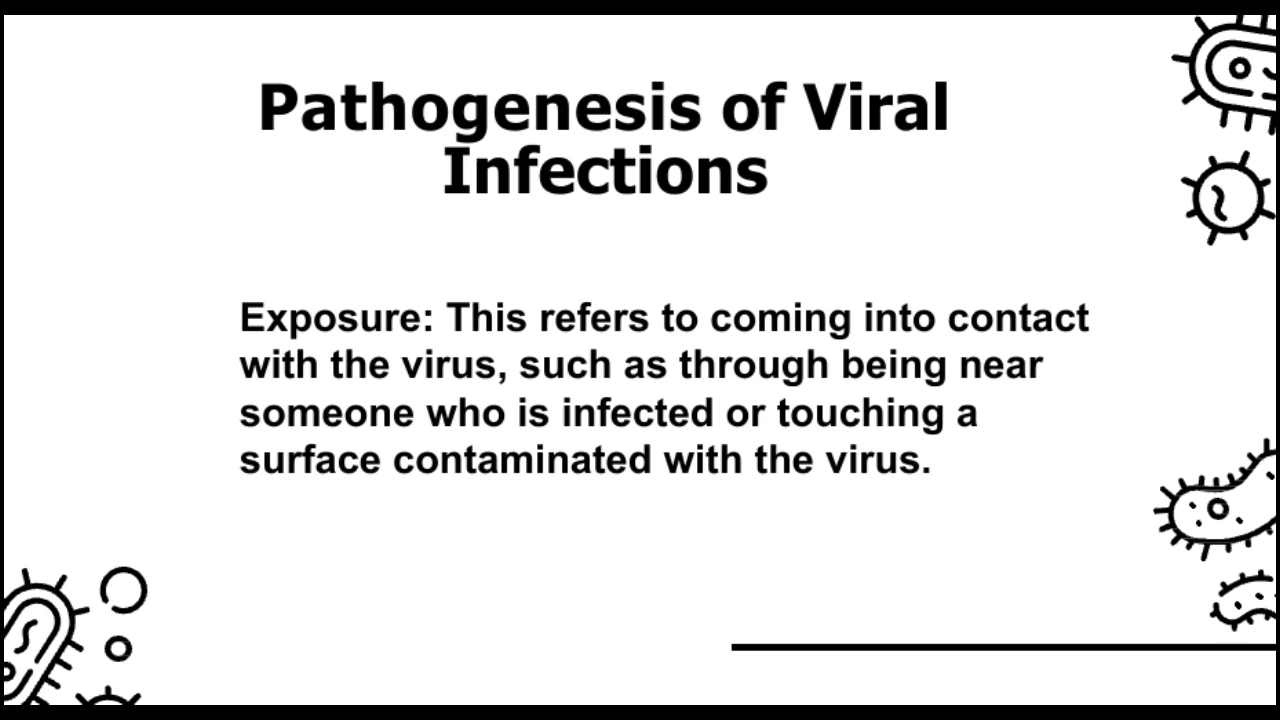 Pathogenesis of Viral
Infections
Exposure: This refers to coming into contact
with the virus, such as through being near
someone who is infected or touching a
surface contaminated with the virus.